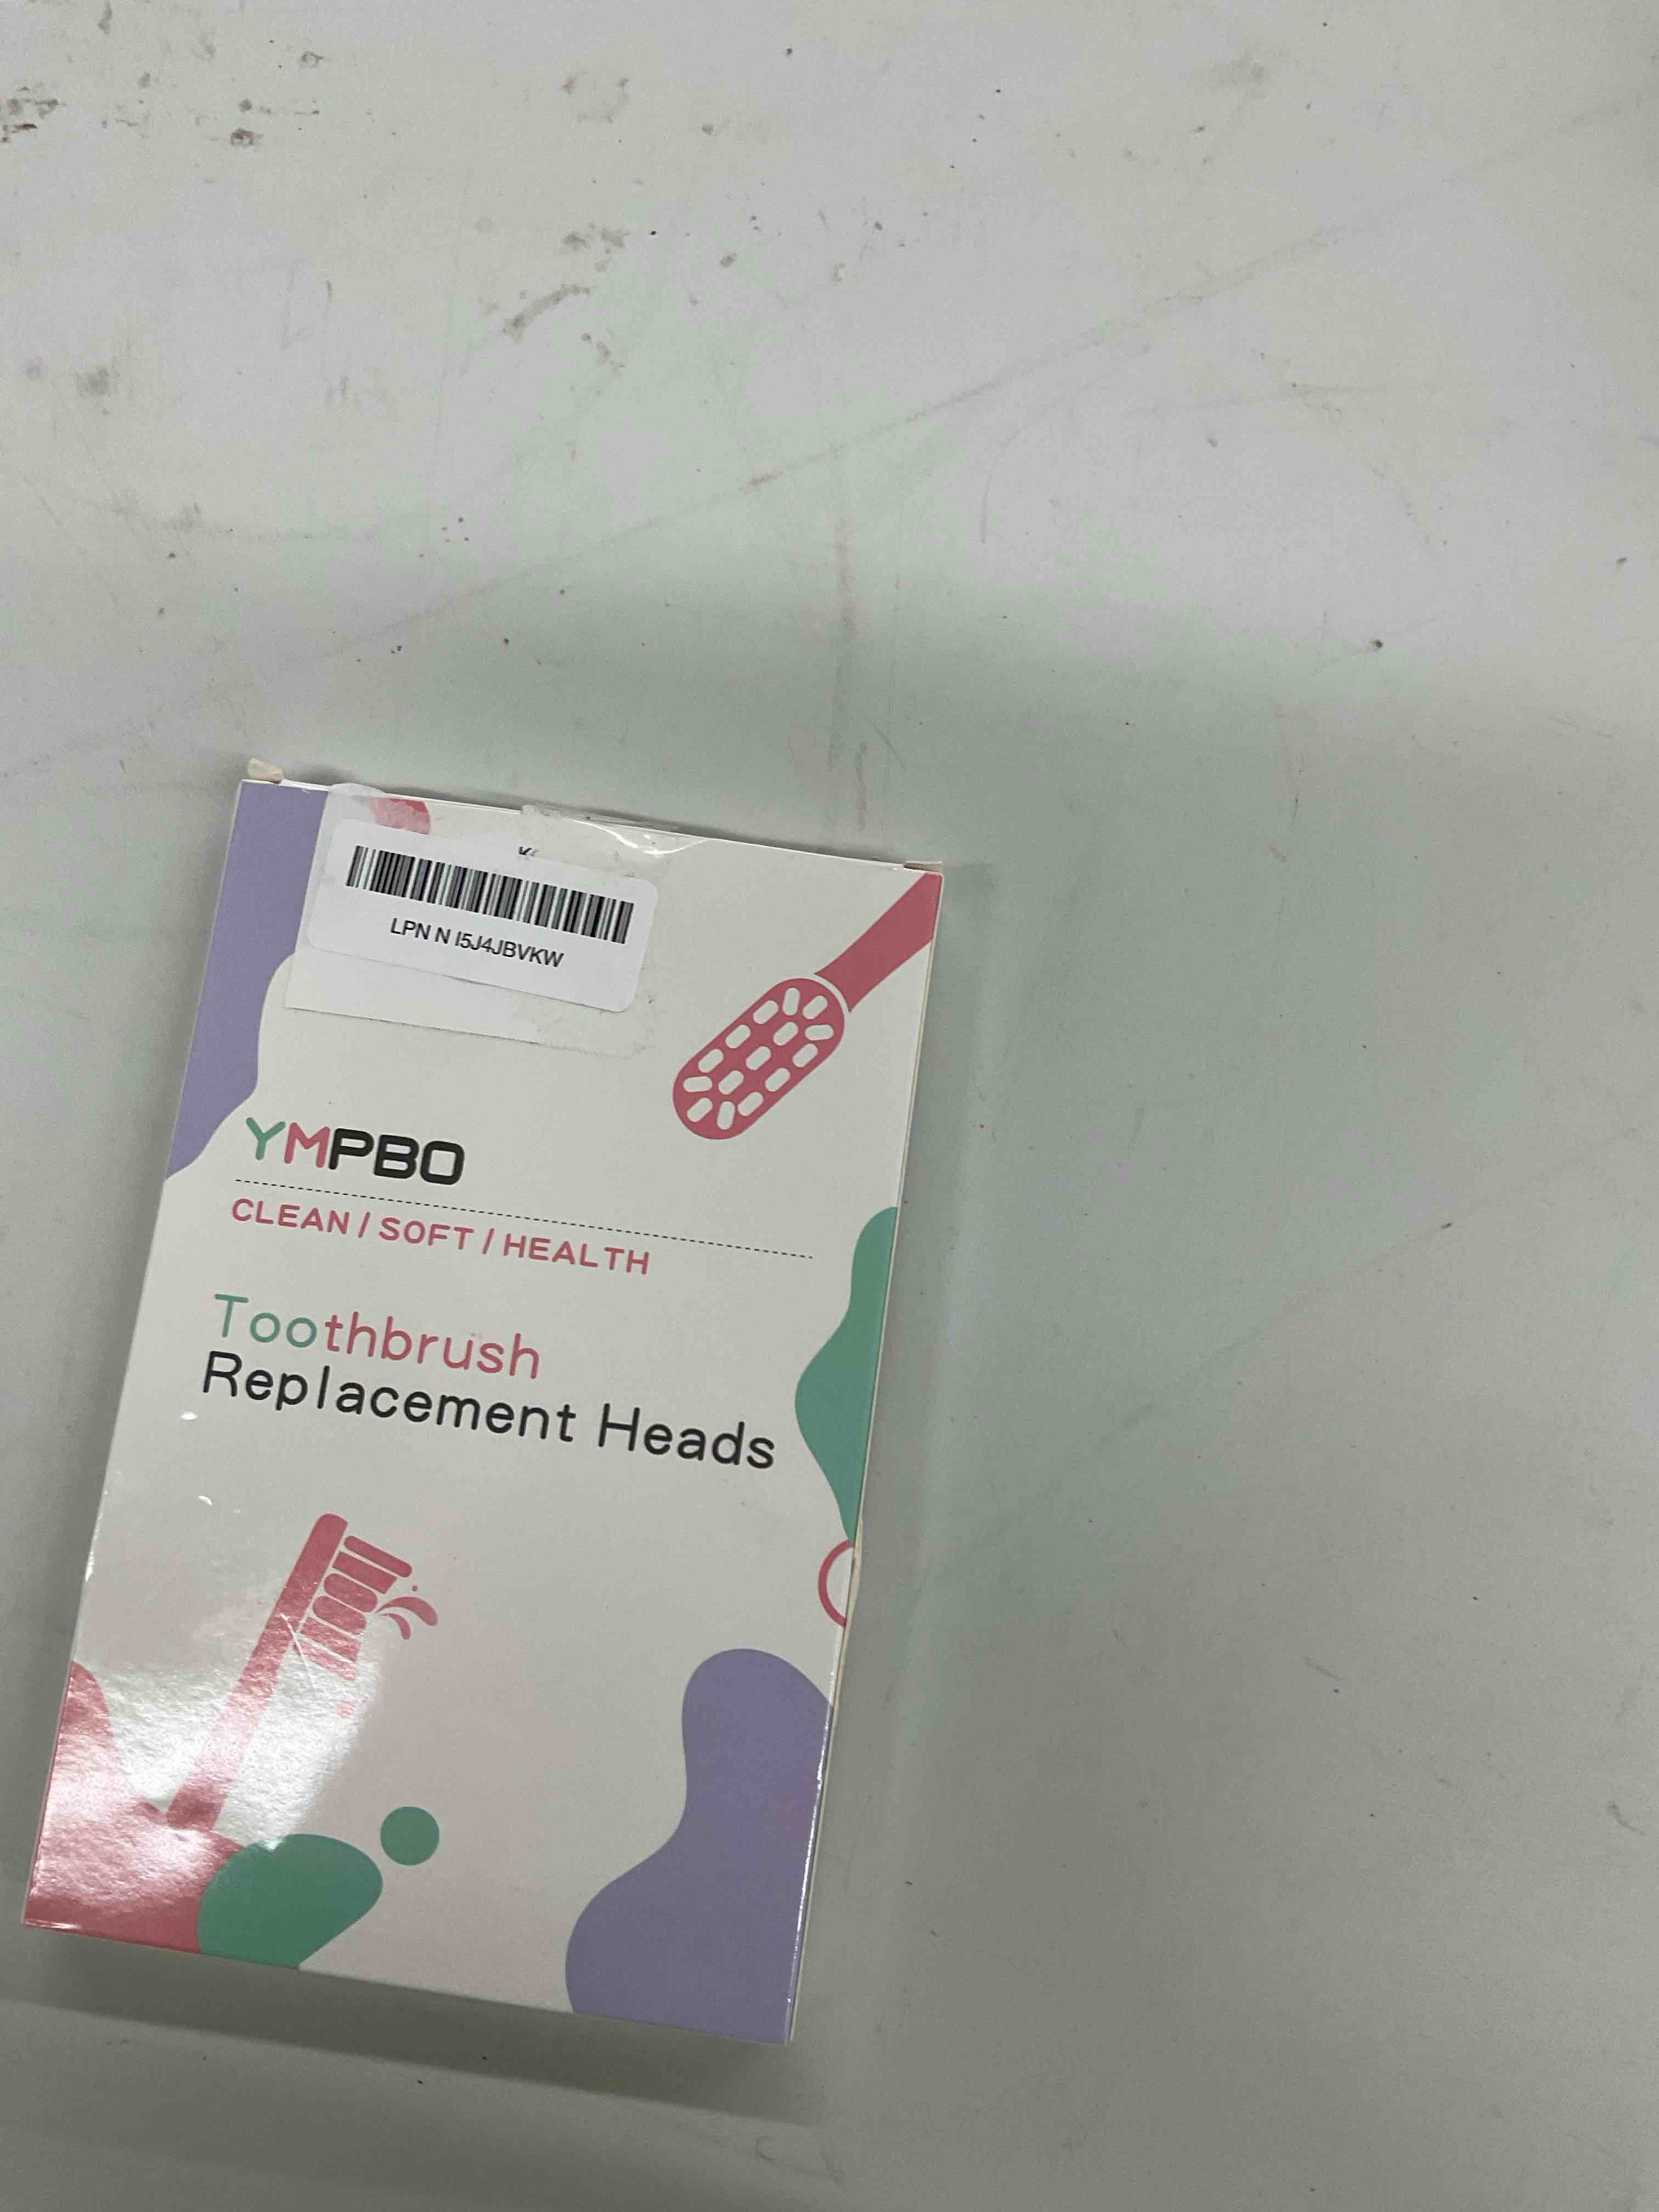 LPN N I5J4JBVKW
YMPBO
CLEAN / SOFT / HEALTH
Toothbrush
Replacement Heads